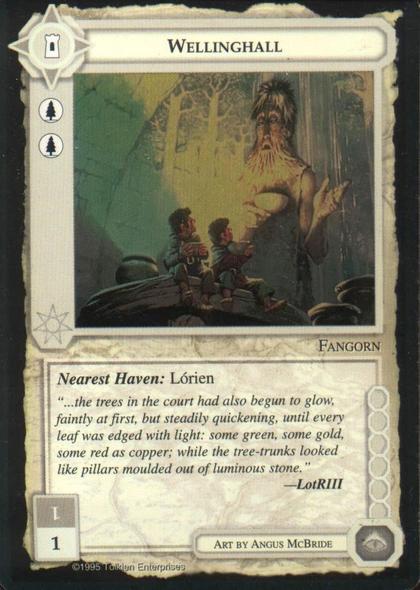 WELLINGHALL
FANGORN
Nearest Haven: Lórien
“...the trees in the court had also begun to glow,
faintly at first, but steadily quickening, until every
leaf was edged with light: some green, some gold,
some red as copper; while the tree-trunks looked
like pillars moulded out of luminous stone.”
—LotRIII
1
1
ART BY ANGUS MCBRIDE
©1995 Tolkien Enterprises